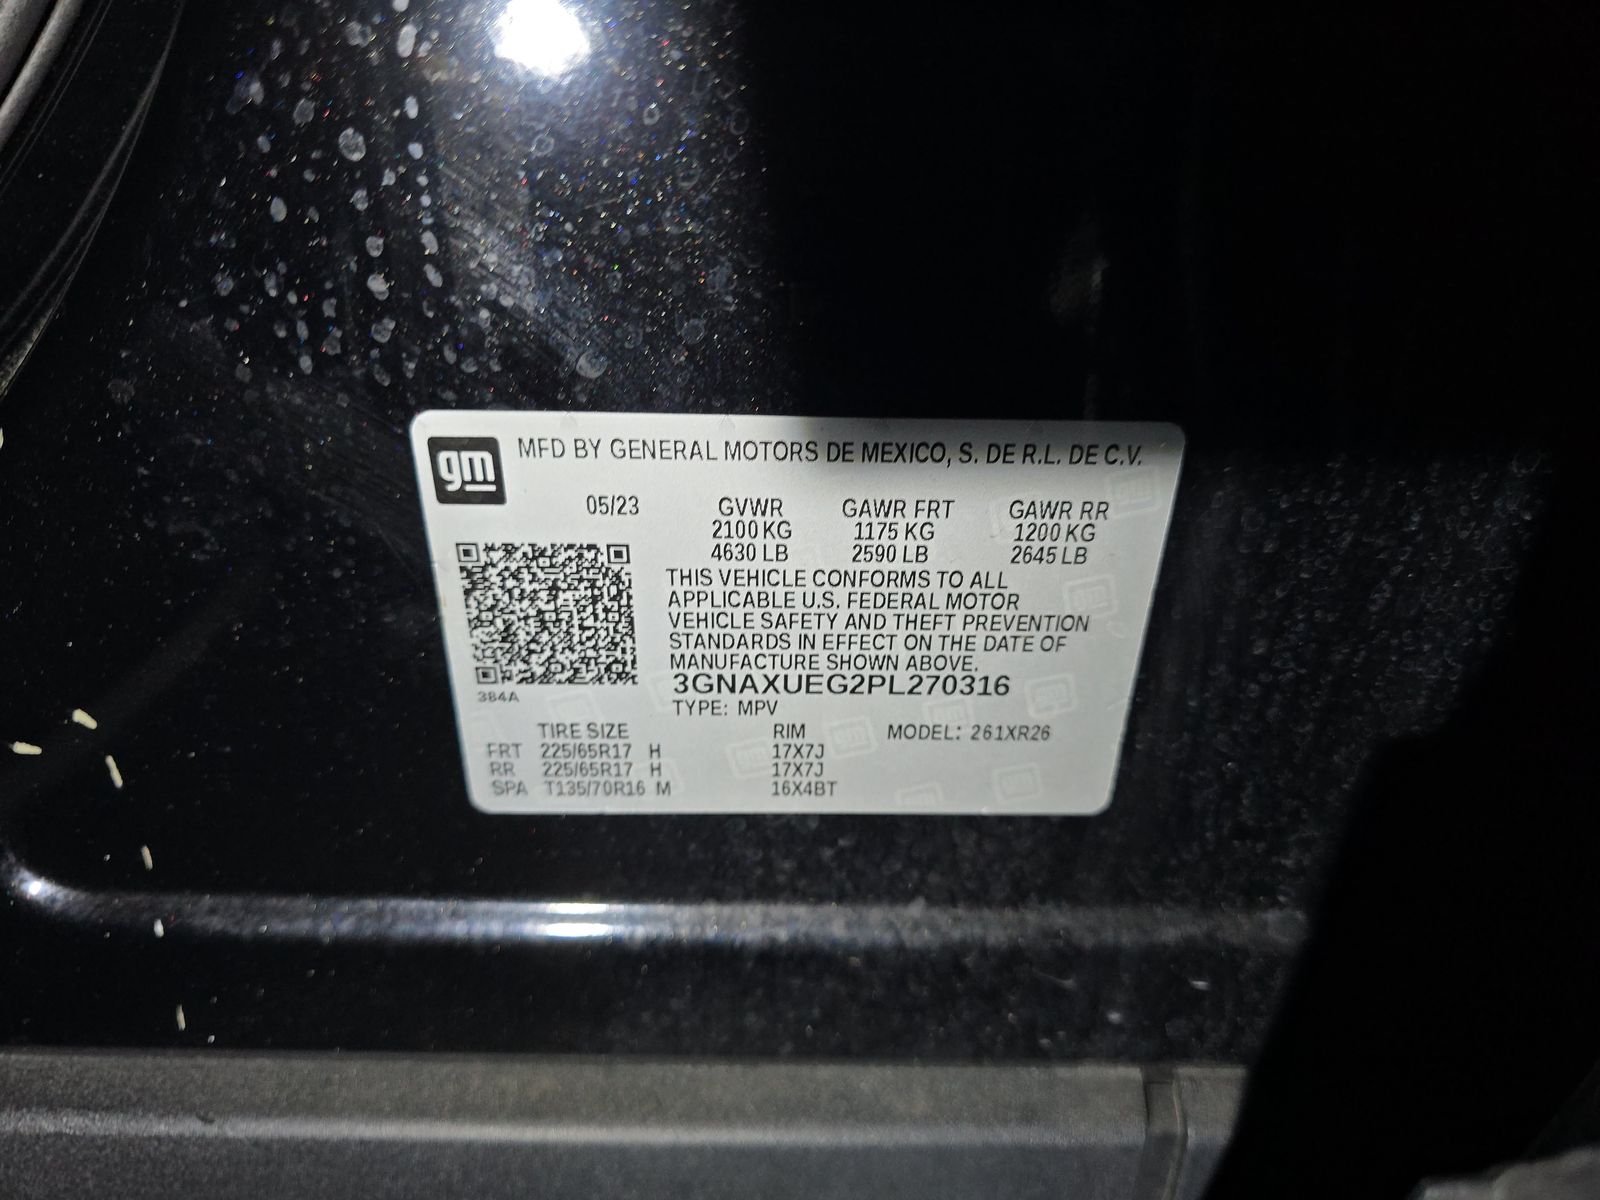 gm MFD BY GENERAL MOTORS DE MEXICO, S. DE R.L. DE C.V.
05/23 GVWR GAWR FRT GAWR RR
2100 KG 1175 KG 1200 KG
4630 LB 2590 LB 2645 LB
THIS VEHICLE CONFORMS TO ALL
APPLICABLE U.S. FEDERAL MOTOR
VEHICLE SAFETY AND THEFT PREVENTION
STANDARDS IN EFFECT ON THE DATE OF
MANUFACTURE SHOWN ABOVE.
3GNAXUEG2PL270316
384A
TYPE: MPV
TIRE SIZE RIM MODEL: 261XR26
FRT 225/65R17 H 17X7J
RR 225/65R17 H 17X7J
SPA T135/70R16 M 16X4BT